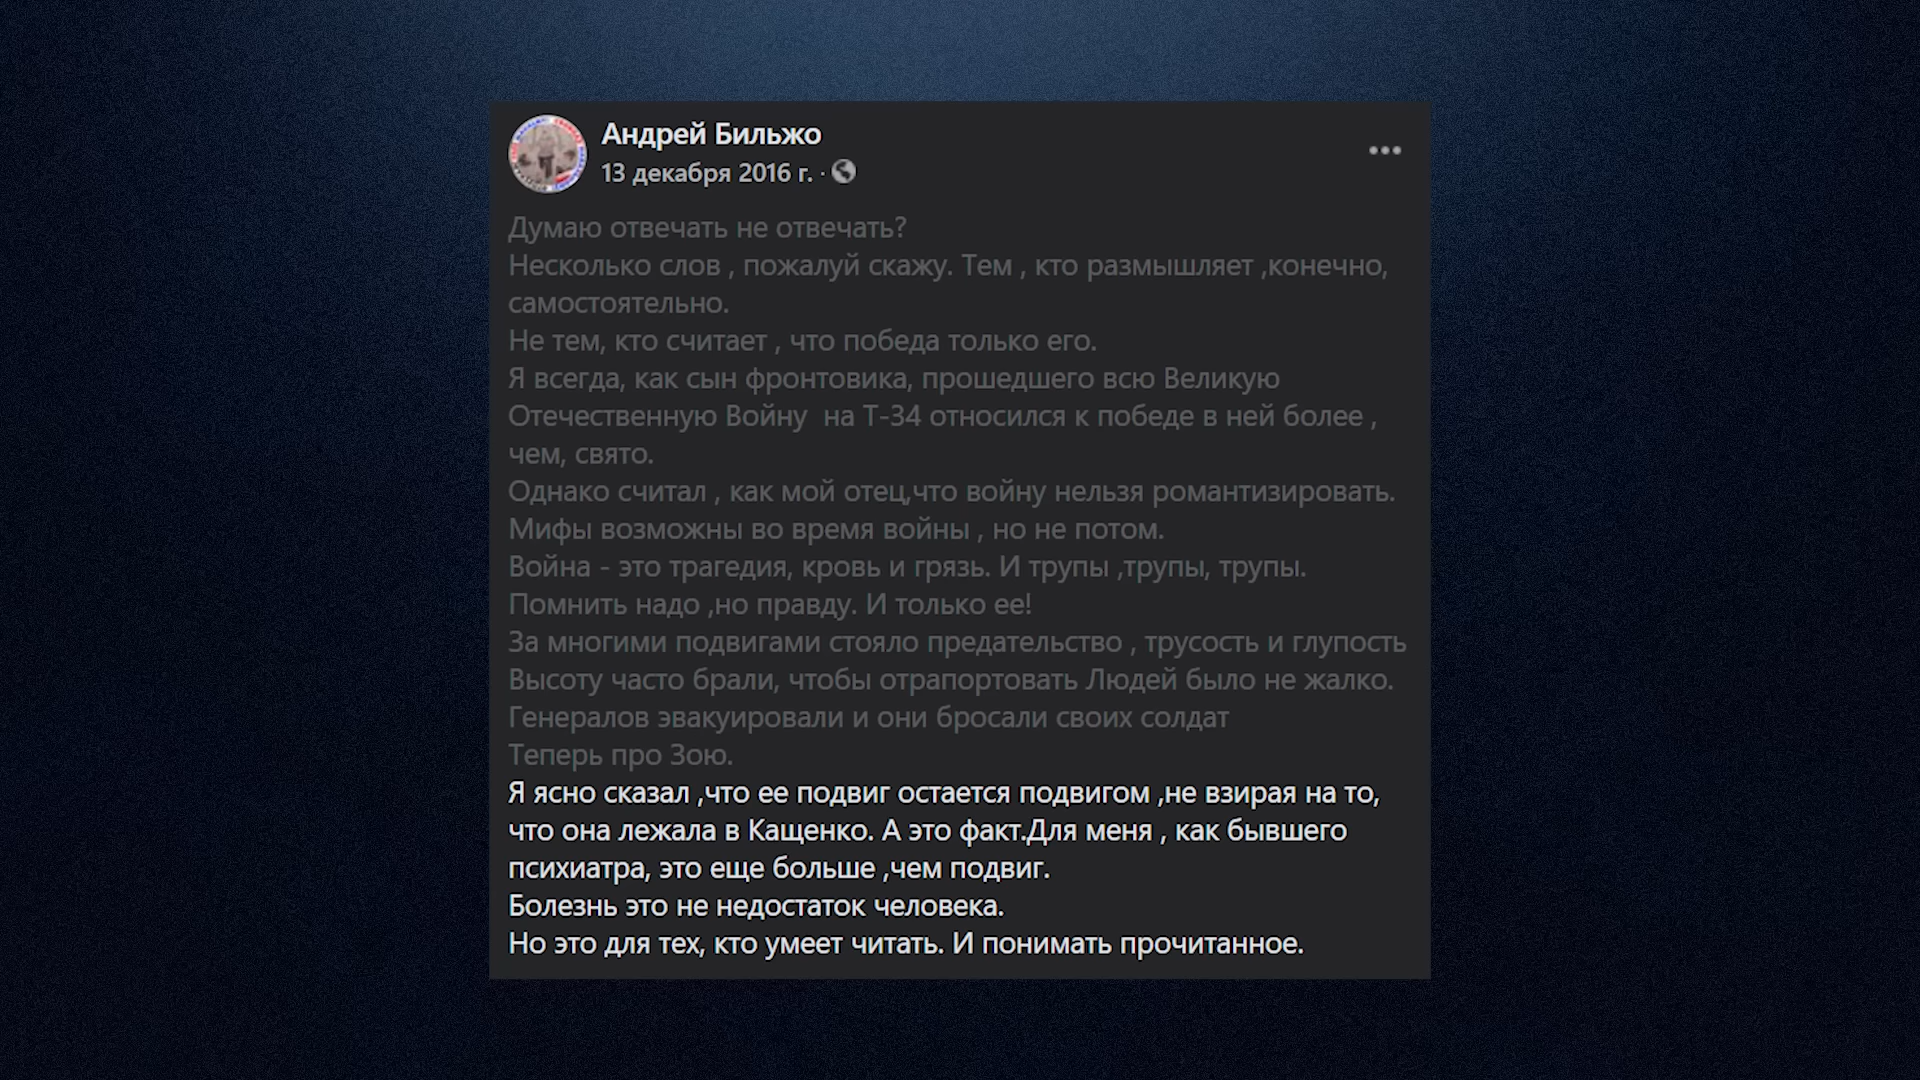 Андрей Бильжо
13 декабря 2016 г. ·
Думаю отвечать не отвечать?
Несколько слов , пожалуй скажу. Тем , кто размышляет ,конечно,
самостоятельно.
Не тем, кто считает , что победа только его.
Я всегда, как сын фронтовика, прошедшего всю Великую
Отечественную Войну  на Т-34 относился к победе в ней более ,
чем, свято.
Однако считал , как мой отец,что войну нельзя романтизировать.
Мифы возможны во время войны , но не потом.
Война - это трагедия, кровь и грязь. И трупы ,трупы, трупы.
Помнить надо ,но правду. И только ее!
За многими подвигами стояло предательство , трусость и глупость
Высоту часто брали, чтобы отрапортовать Людей было не жалко.
Генералов эвакуировали и они бросали своих солдат
Теперь про Зою.
Я ясно сказал ,что ее подвиг остается подвигом ,не взирая на то,
что она лежала в Кащенко. А это факт.Для меня , как бывшего
психиатра, это еще больше ,чем подвиг.
Болезнь это не недостаток человека.
Но это для тех, кто умеет читать. И понимать прочитанное.